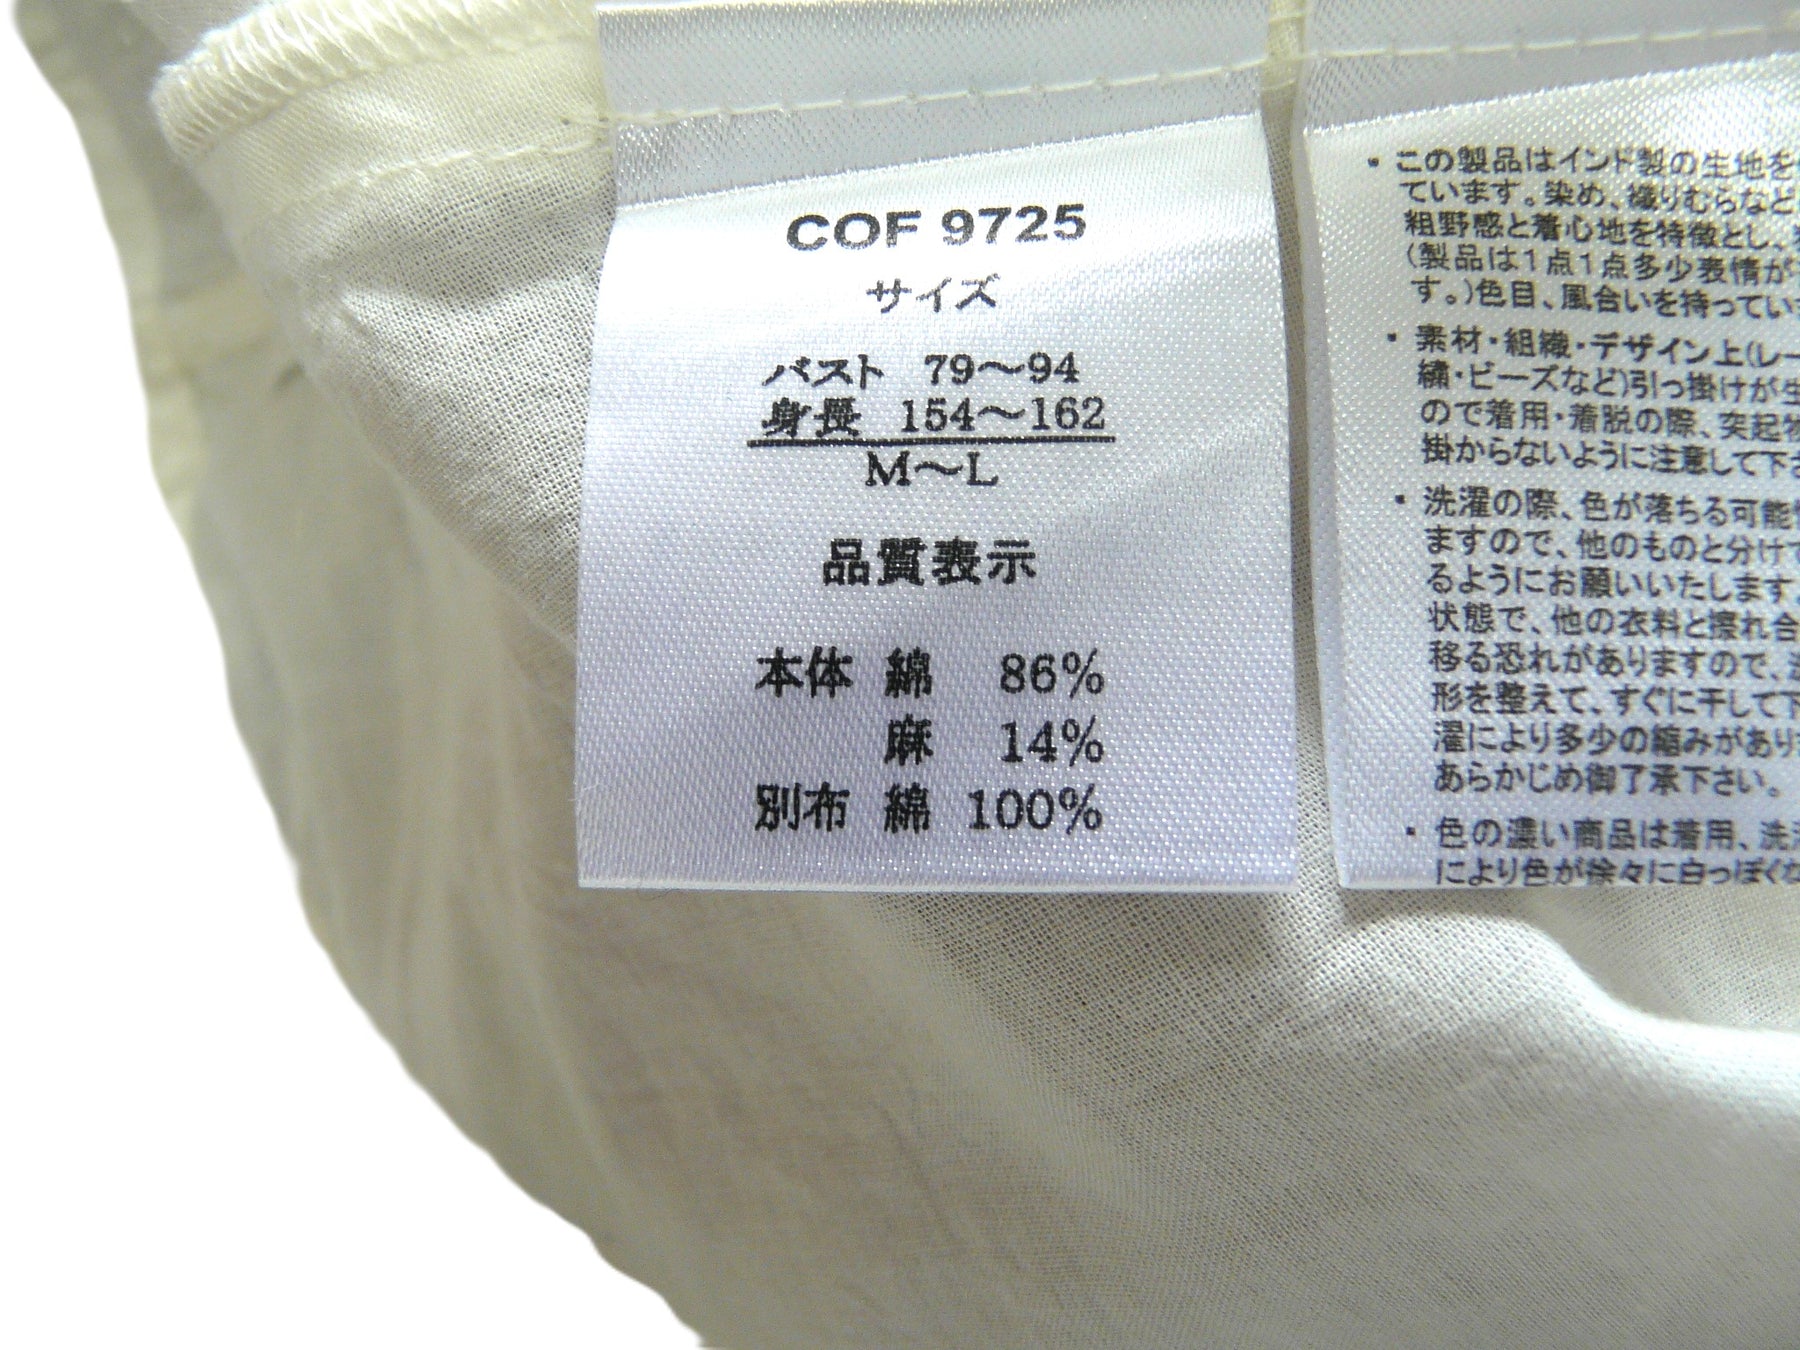 COF 9725
サイズ
バスト 79～94
身長 154～162
M～L
品質表示
本体 綿 86%
麻 14%
別布 綿 100%
・この製品はインド製の生地を
ています。染め、織りむらなど
粗野感と着心地を特徴とし、
(製品は1点1点多少表情が
す。)色目、風合いを持ってい
・素材・組織・デザイン上(レー
繍・ビーズなど)引っ掛けが生
ので着用・着脱の際、突起物
掛からないように注意して下さ
・洗濯の際、色が落ちる可能性
ますので、他のものと分けて
るようにお願いいたします
状態で、他の衣料と擦れ合
移る恐れがありますので、
形を整えて、すぐに干して下
濯により多少の縮みがあり
あらかじめ御了承下さい。
・色の濃い商品は着用、洗濯
により色が徐々に白っぽくな